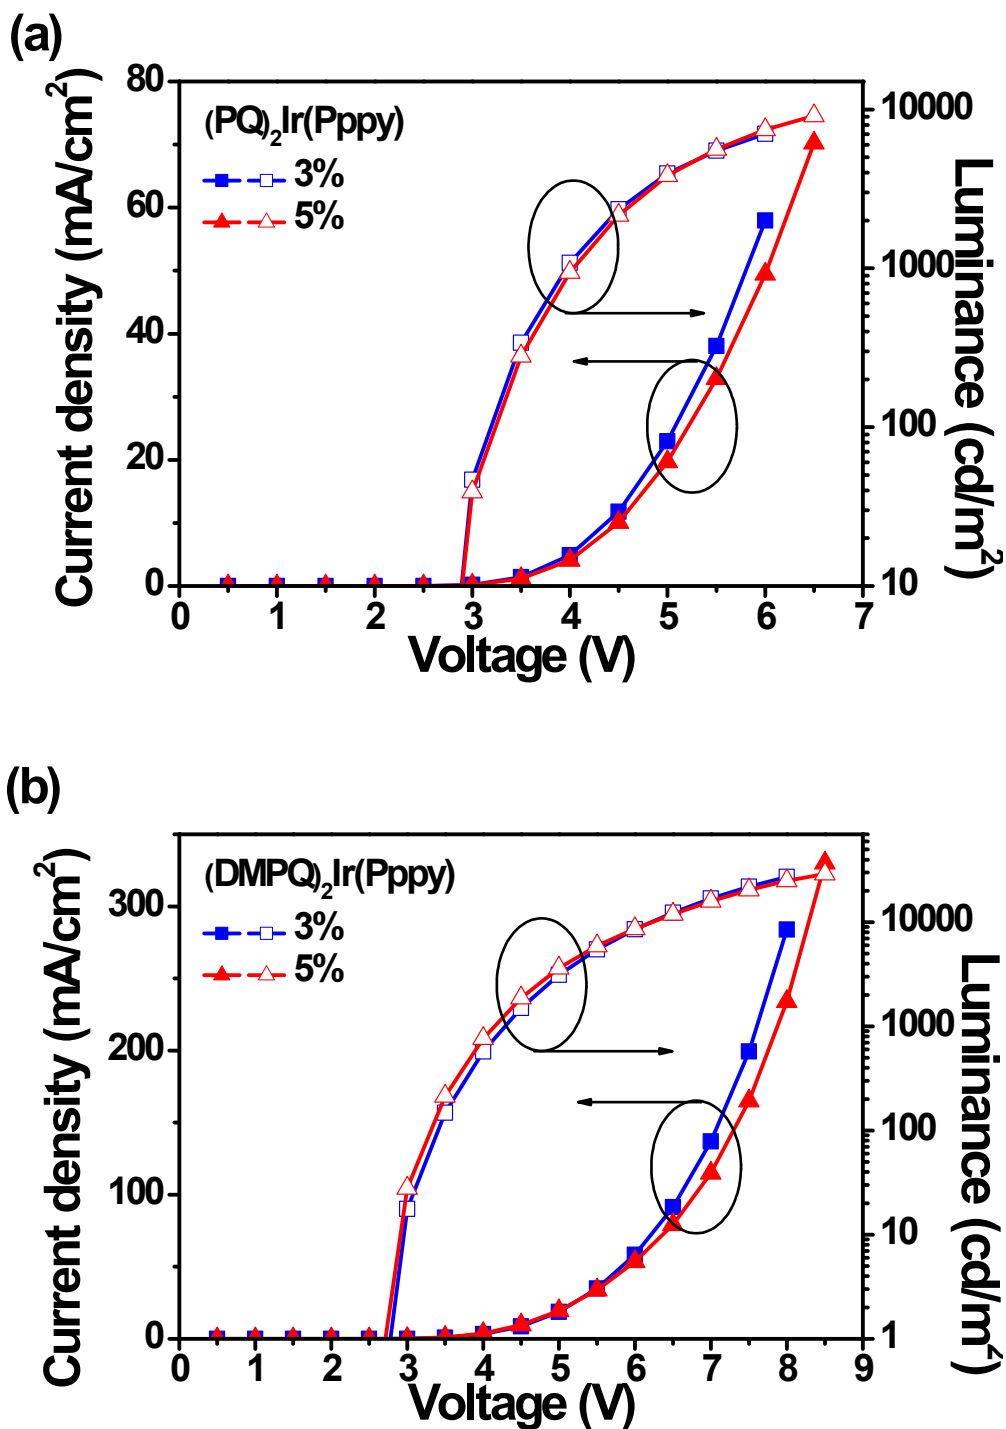 (a)
Current density (mA/cm²)
80
60
40
20
0
(PQ)₂Ir(Pppy)
3%
5%
10000
1000
100
10
Luminance (cd/m²)
0 1 2 3 4 5 6 7
Voltage (V)
(b)
Current density (mA/cm²)
300
200
100
0
(DMPQ)₂Ir(Pppy)
3%
5%
10000
1000
100
10
1
Luminance (cd/m²)
0 1 2 3 4 5 6 7 8 9
Voltage (V)